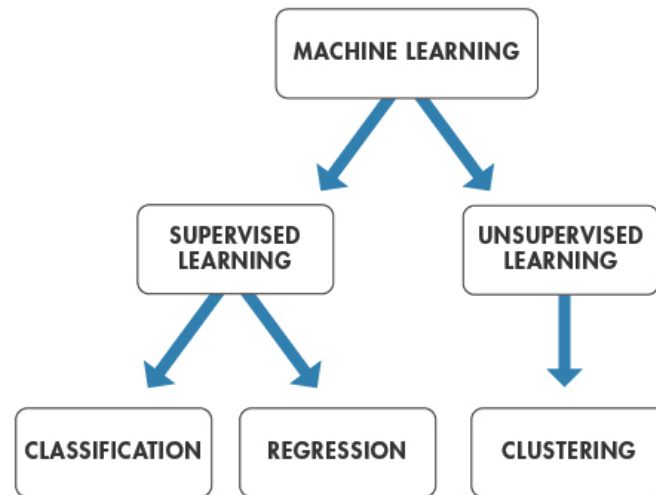 MACHINE LEARNING
SUPERVISED
LEARNING
UNSUPERVISED
LEARNING
CLASSIFICATION
REGRESSION
CLUSTERING